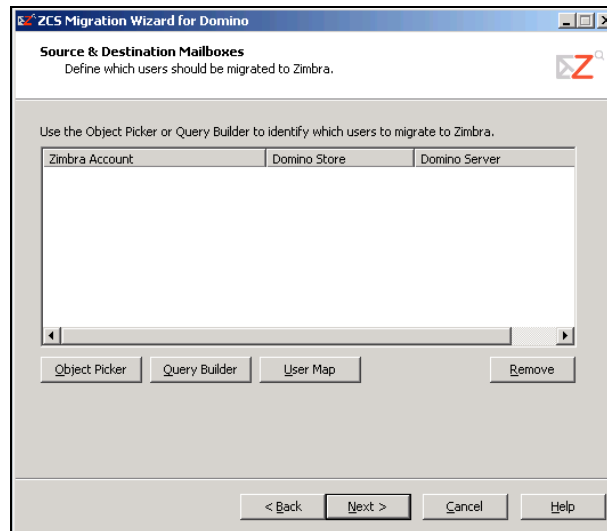 ZCS Migration Wizard for Domino
Source & Destination Mailboxes
Define which users should be migrated to Zimbra.
Use the Object Picker or Query Builder to identify which users to migrate to Zimbra.
Zimbra Account Domino Store Domino Server
Object Picker Query Builder User Map Remove
< Back Next > Cancel Help